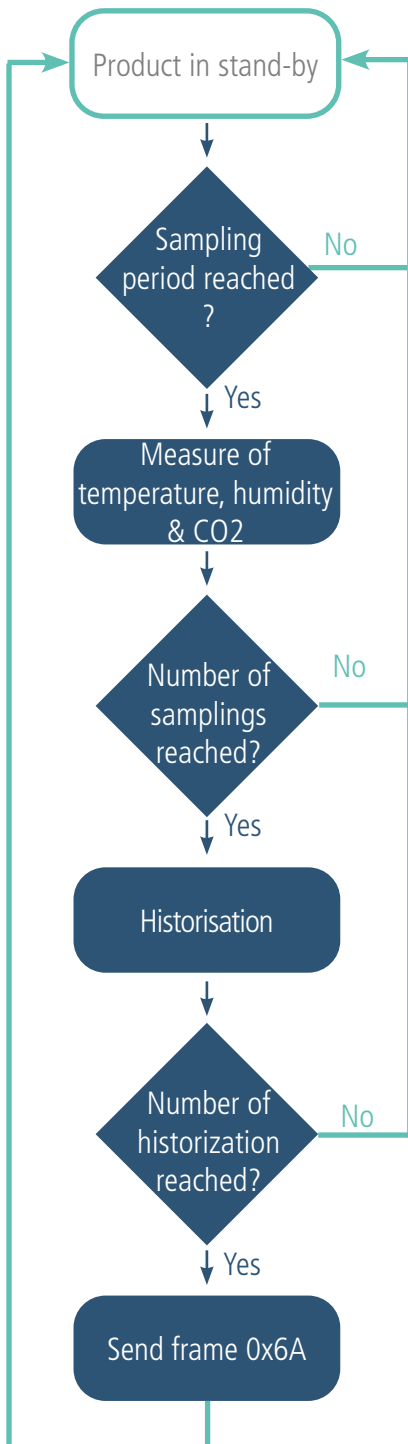 Product in stand-by
Sampling
period reached
?
No
Yes
Measure of
temperature, humidity
& CO2
Number of
samplings
reached?
No
Yes
Historisation
Number of
historization
reached?
No
Yes
Send frame 0x6A